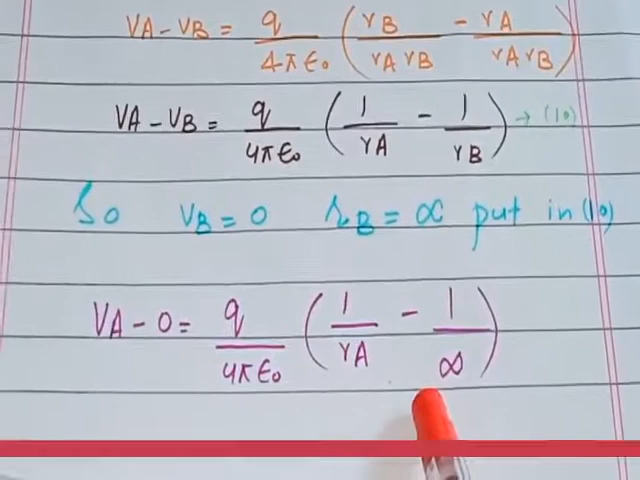 VA - VB = q/4πε₀ (rB/rArB - rA/rArB)
VA - VB = q/4πε₀ (1/rA - 1/rB) → (10)
So VB = 0 rB = ∞ put in (10)
VA - 0 = q/4πε₀ (1/rA - 1/∞)